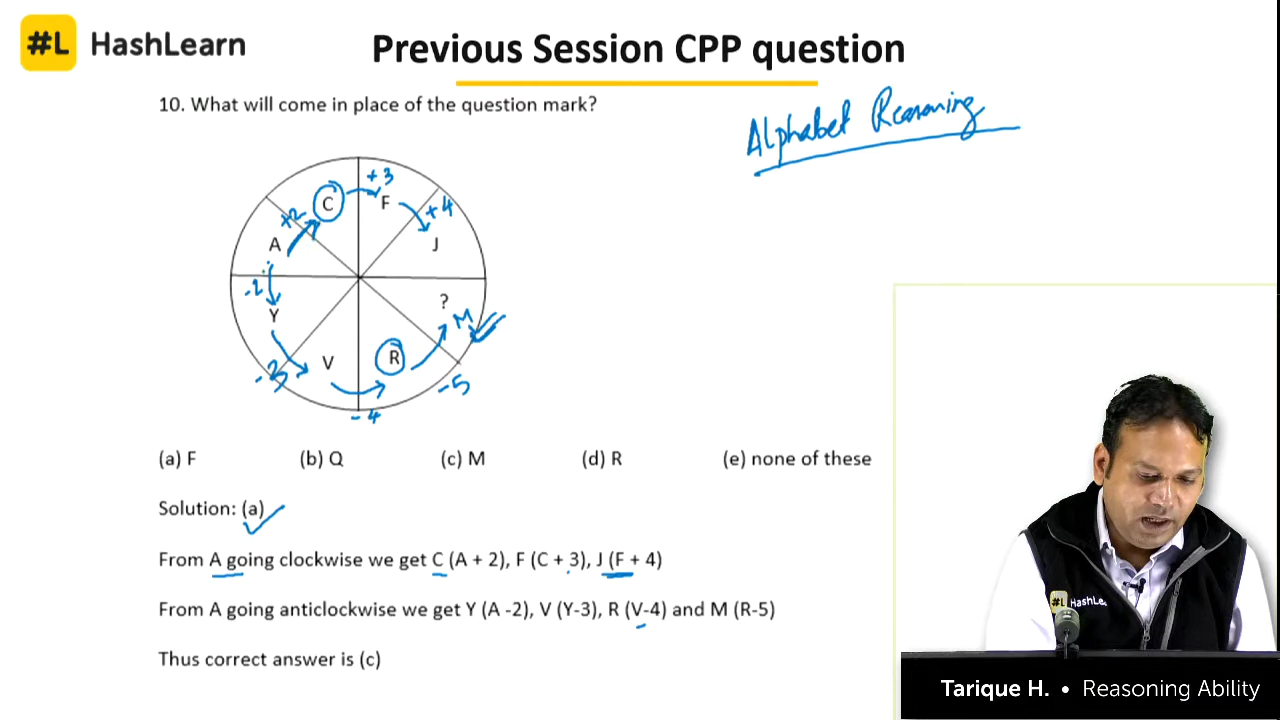 #L HashLearn
Previous Session CPP question
10. What will come in place of the question mark?
Alphabet Reasoning
+3
C
F
+2
+4
A
J
-2
?
Y
M
V
R
-3
-5
-4
(a) F (b) Q (c) M (d) R (e) none of these
Solution: (a)
From A going clockwise we get C (A + 2), F (C + 3), J (F + 4)
From A going anticlockwise we get Y (A -2), V (Y-3), R (V-4) and M (R-5)
Thus correct answer is (c)
#L HashLea
Tarique H. • Reasoning Ability